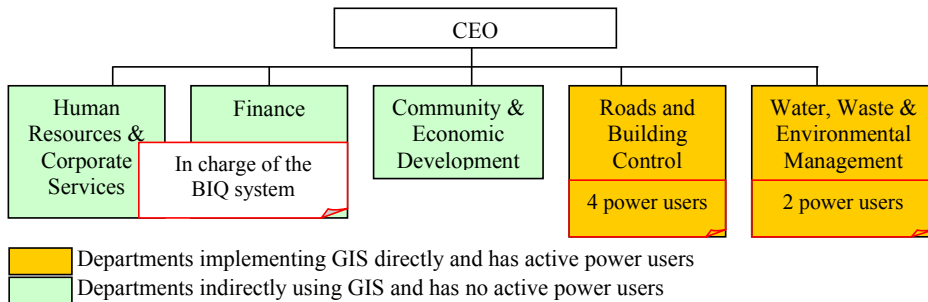 CEO
Human
Resources &
Corporate
Services
Finance
In charge of the
BIQ system
Community &
Economic
Development
Roads and
Building
Control
4 power users
Water, Waste &
Environmental
Management
2 power users
Departments implementing GIS directly and has active power users
Departments indirectly using GIS and has no active power users